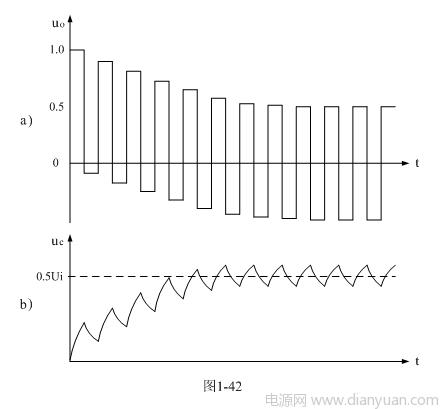 uo
1.0
0.5
a)
0
t
uc
0.5Ui
b)
t
图1-42
电源网 www.dianyuan.com